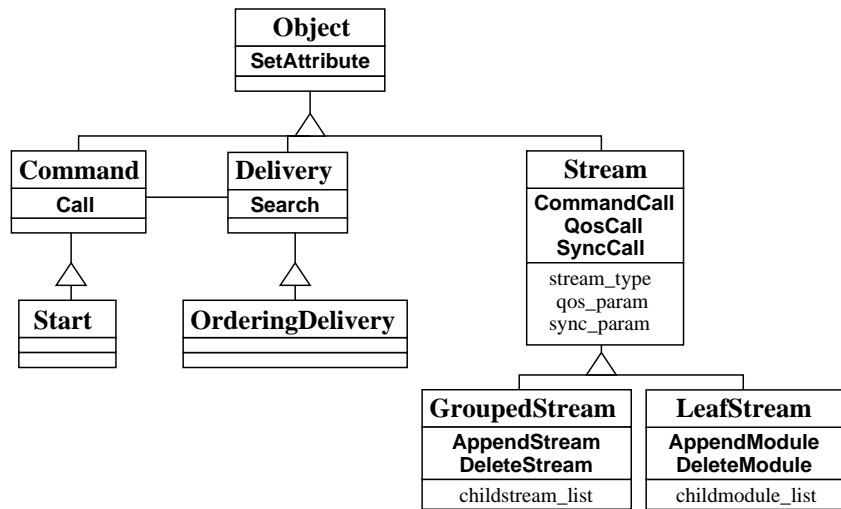 Object
SetAttribute
Command
Call
Delivery
Search
Stream
CommandCall
QosCall
SyncCall
stream_type
qos_param
sync_param
Start
OrderingDelivery
GroupedStream
AppendStream
DeleteStream
childstream_list
LeafStream
AppendModule
DeleteModule
childmodule_list